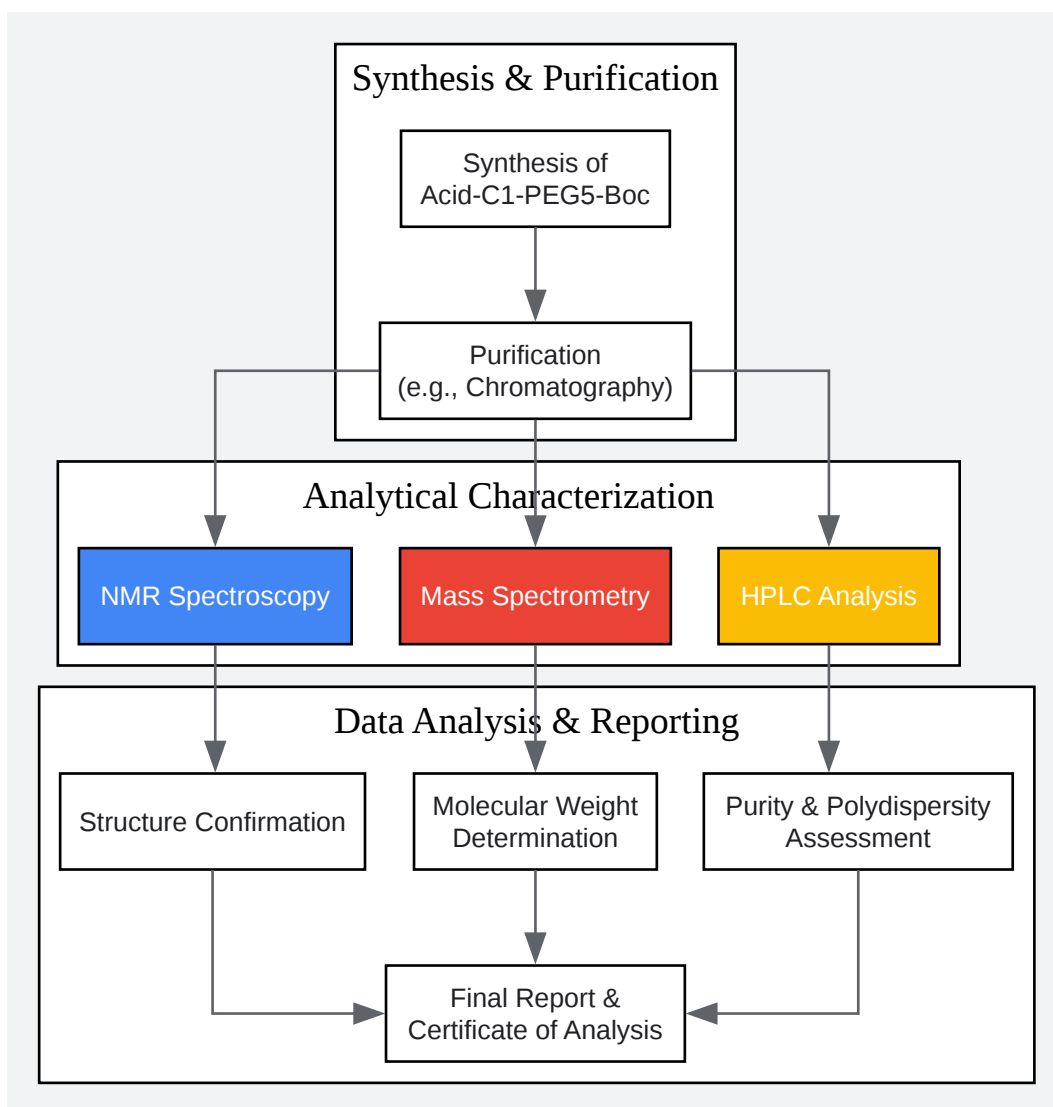 Synthesis & Purification
Synthesis of
Acid-C1-PEG5-Boc
Purification
(e.g., Chromatography)
Analytical Characterization
NMR Spectroscopy
Mass Spectrometry
HPLC Analysis
Data Analysis & Reporting
Structure Confirmation
Molecular Weight
Determination
Purity & Polydispersity
Assessment
Final Report &
Certificate of Analysis